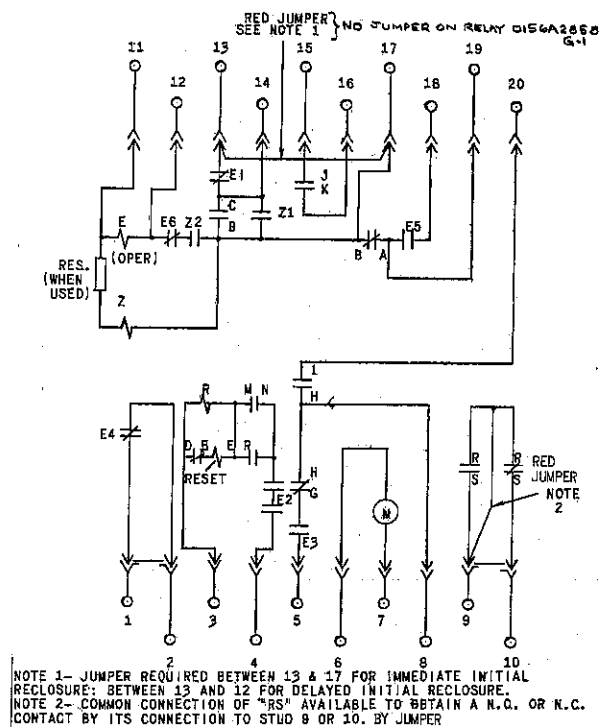 RED JUMPER
SEE NOTE 1 } NO JUMPER ON RELAY 0156A2858
G-1
11
13
15
17
19
12
14
16
18
20
E1
J
K
C
B
Z1
E
E6
Z2
(OPER)
B
A
E5
RES.
(WHEN
USED)
Z
1
H
R
M N
E4
D B
E
R
RESET
E2
H
G
E3
M
R
S
R
S
RED
JUMPER
NOTE
2
1
3
5
7
9
2
4
6
8
10
NOTE 1- JUMPER REQUIRED BETWEEN 13 & 17 FOR IMMEDIATE INITIAL
RECLOSURE: BETWEEN 13 AND 12 FOR DELAYED INITIAL RECLOSURE.
NOTE 2- COMMON CONNECTION OF "RS" AVAILABLE TO OBTAIN A N.O. OR N.C.
CONTACT BY ITS CONNECTION TO STUD 9 OR 10. BY JUMPER